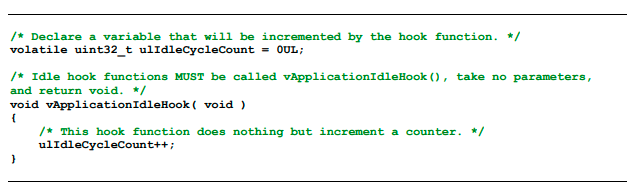 /* Declare a variable that will be incremented by the hook function. */
volatile uint32_t ulIdleCycleCount = 0UL;
/* Idle hook functions MUST be called vApplicationIdleHook(), take no parameters,
and return void. */
void vApplicationIdleHook( void )
{
/* This hook function does nothing but increment a counter. */
ulIdleCycleCount++;
}